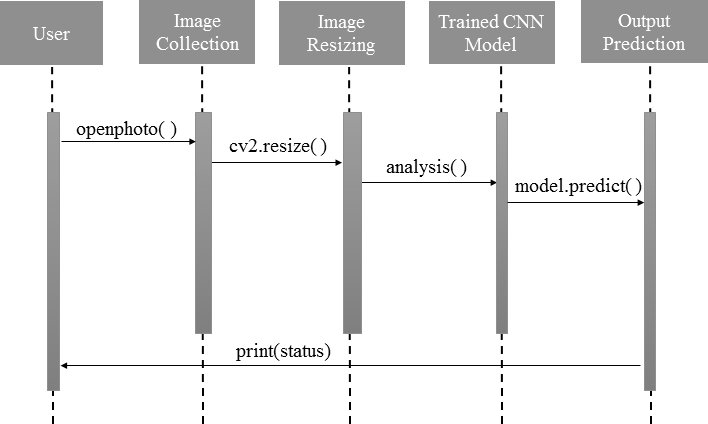 User
Image
Collection
Image
Resizing
Trained CNN
Model
Output
Prediction
openphoto( )
cv2.resize( )
analysis( )
model.predict( )
print(status)